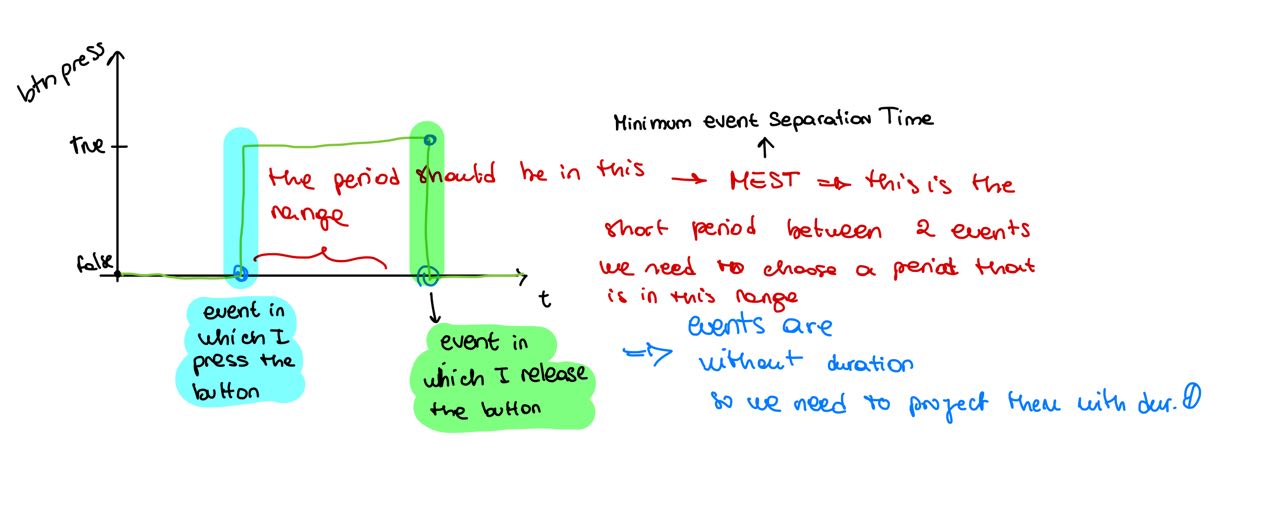 btn press
true
false
t
the period should be in this
range
event in
which I
press the
button
event in
which I release
the button
Minimum event Separation Time
MEST ⇒ this is the
short period between 2 events
we need to choose a period that
is in this range
events are
without duration
so we need to project them with dur.